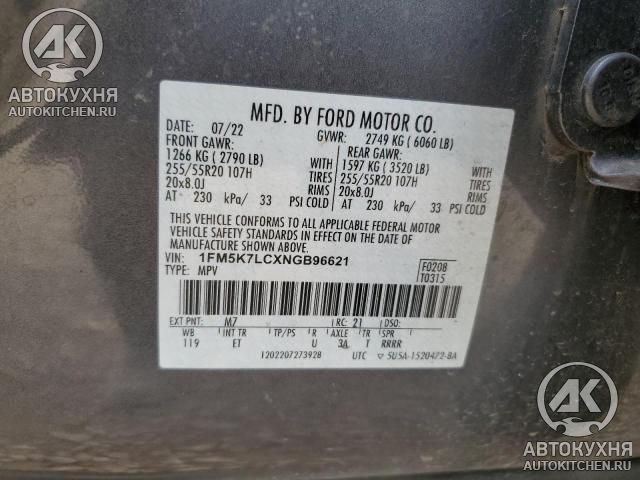 АВТОКУХНЯ
AUTOKITCHEN.RU
MFD. BY FORD MOTOR CO.
DATE: 07/22 GVWR: 2749 KG ( 6060 LB)
FRONT GAWR: REAR GAWR:
1266 KG ( 2790 LB) WITH 1597 KG ( 3520 LB) WITH
255/55R20 107H TIRES 255/55R20 107H TIRES
20x8.0J RIMS 20x8.0J RIMS
AT 230 kPa/ 33 PSI COLD AT 230 kPa/ 33 PSI COLD
THIS VEHICLE CONFORMS TO ALL APPLICABLE FEDERAL MOTOR
VEHICLE SAFETY STANDARDS IN EFFECT ON THE DATE OF MANUFACTURE
SHOWN ABOVE.
VIN: 1FM5K7LCXNGB96621
TYPE: MPV
F0208
T0315
EXT PNT: M7 RC: 21 DSO:
WB INT TR TP/PS R AXLE TR SPR
119 ET U 3A T RRRR
1202207273928 UTC ▽ 5U5A-1520472-BA
АВТОКУХНЯ
AUTOKITCHEN.RU